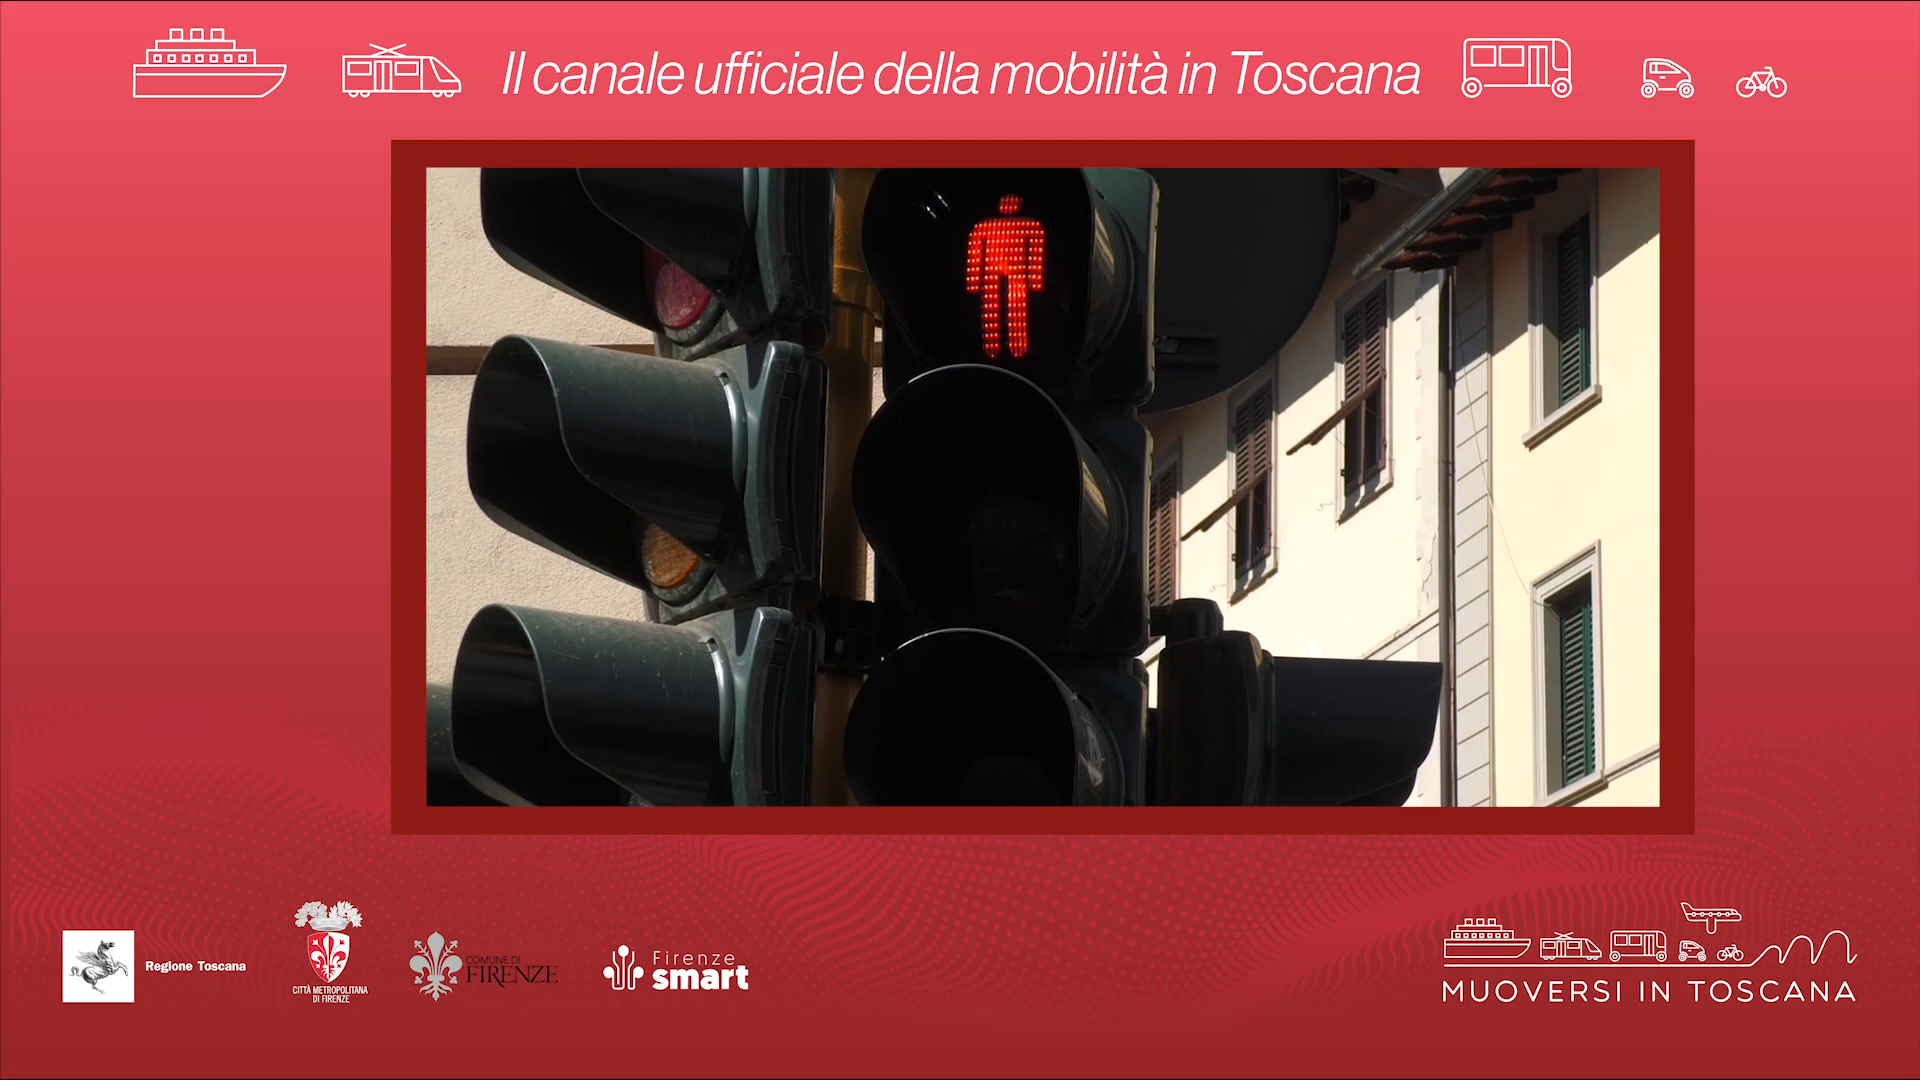 Il canale ufficiale della mobilità in Toscana
Regione Toscana
CITTÀ METROPOLITANA
DI FIRENZE
COMUNE DI
FIRENZE
Firenze
smart
MUOVERSI IN TOSCANA